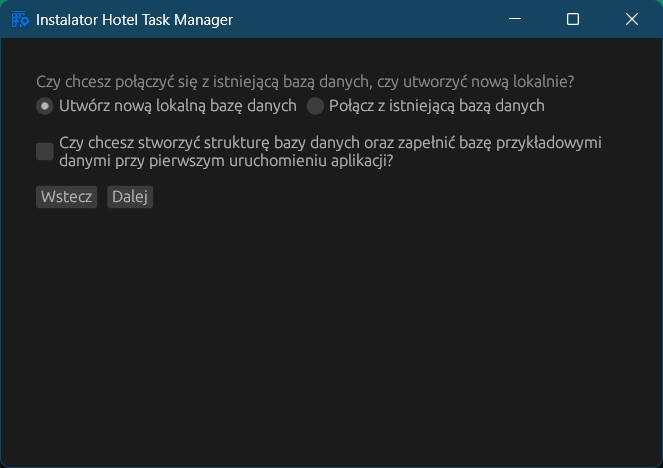 Instalator Hotel Task Manager
Czy chcesz połączyć się z istniejącą bazą danych, czy utworzyć nową lokalnie?
Utwórz nową lokalną bazę danych Połącz z istniejącą bazą danych
Czy chcesz stworzyć strukturę bazy danych oraz zapełnić bazę przykładowymi
danymi przy pierwszym uruchomieniu aplikacji?
Wstecz Dalej